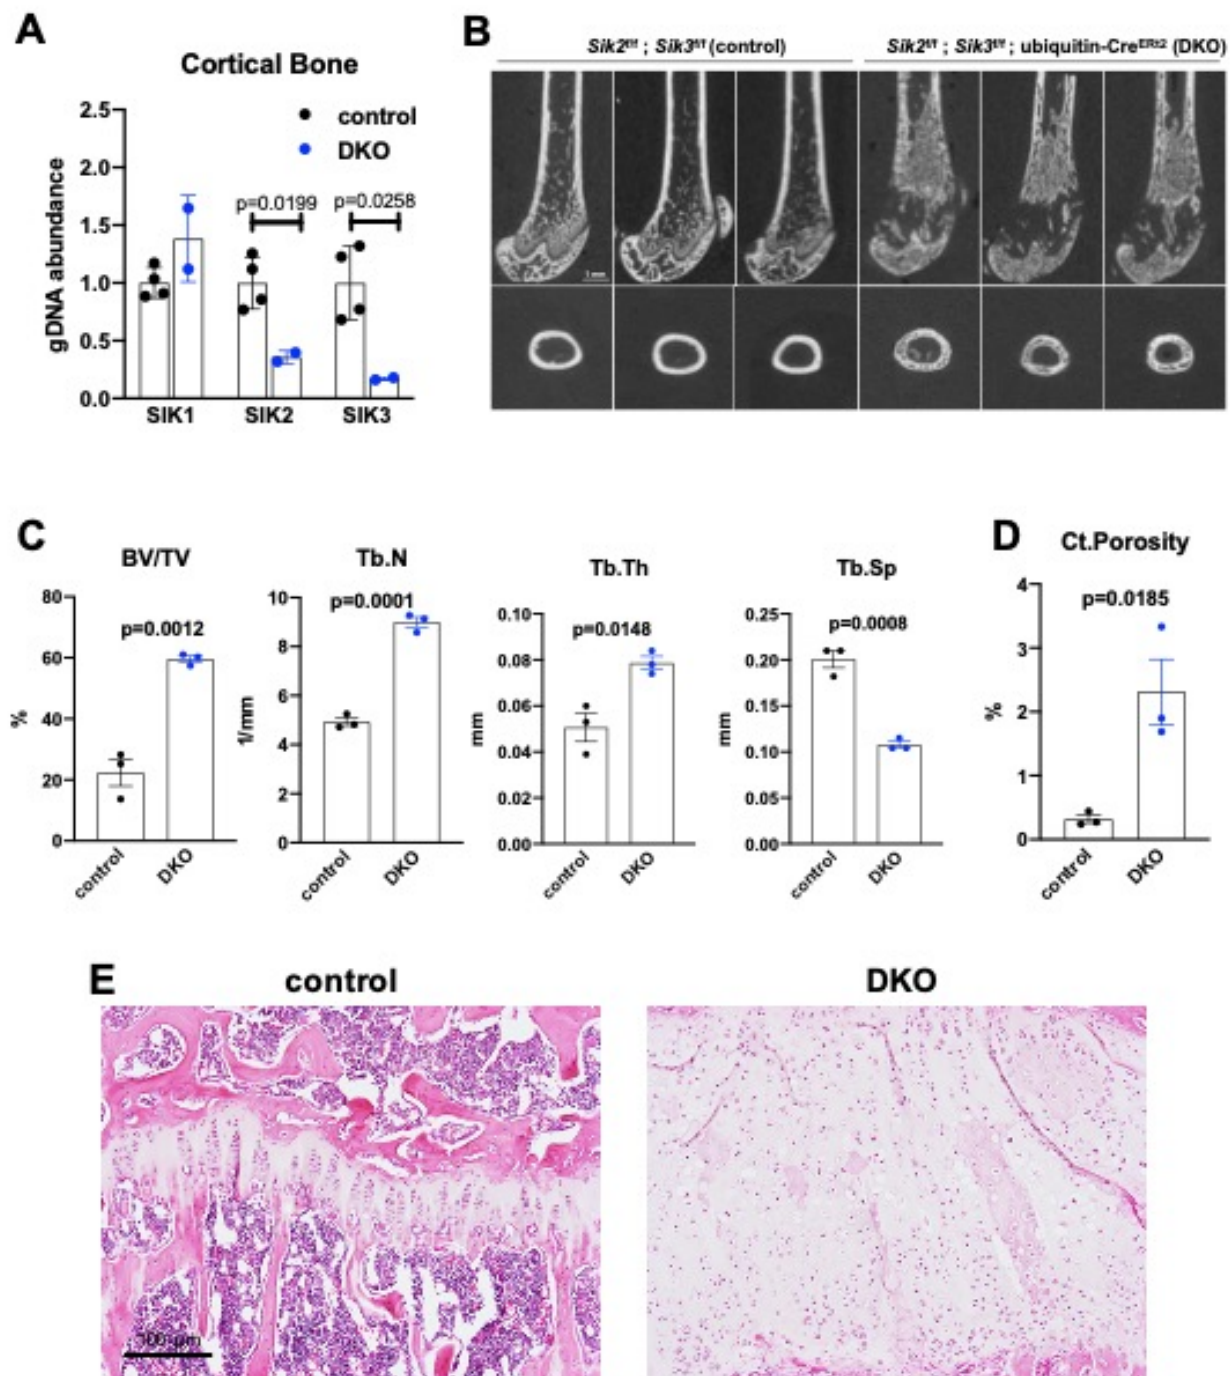 A
Cortical Bone
gDNA abundance
2.5
2.0
1.5
1.0
0.5
0.0
control
DKO
p=0.0199
p=0.0258
SIK1
SIK2
SIK3
B
Sik2f/f ; Sik3f/f (control)
Sik2f/f ; Sik3f/f ; ubiquitin-CreERt2 (DKO)
1 mm
C
BV/TV
%
80
60
40
20
0
p=0.0012
control
DKO
Tb.N
1/mm
10
8
6
4
2
0
p=0.0001
control
DKO
Tb.Th
mm
0.10
0.08
0.06
0.04
0.02
0.00
p=0.0148
control
DKO
Tb.Sp
mm
0.25
0.20
0.15
0.10
0.05
0.00
p=0.0008
control
DKO
D
Ct.Porosity
%
4
3
2
1
0
p=0.0185
control
DKO
E
control
DKO
100 µm